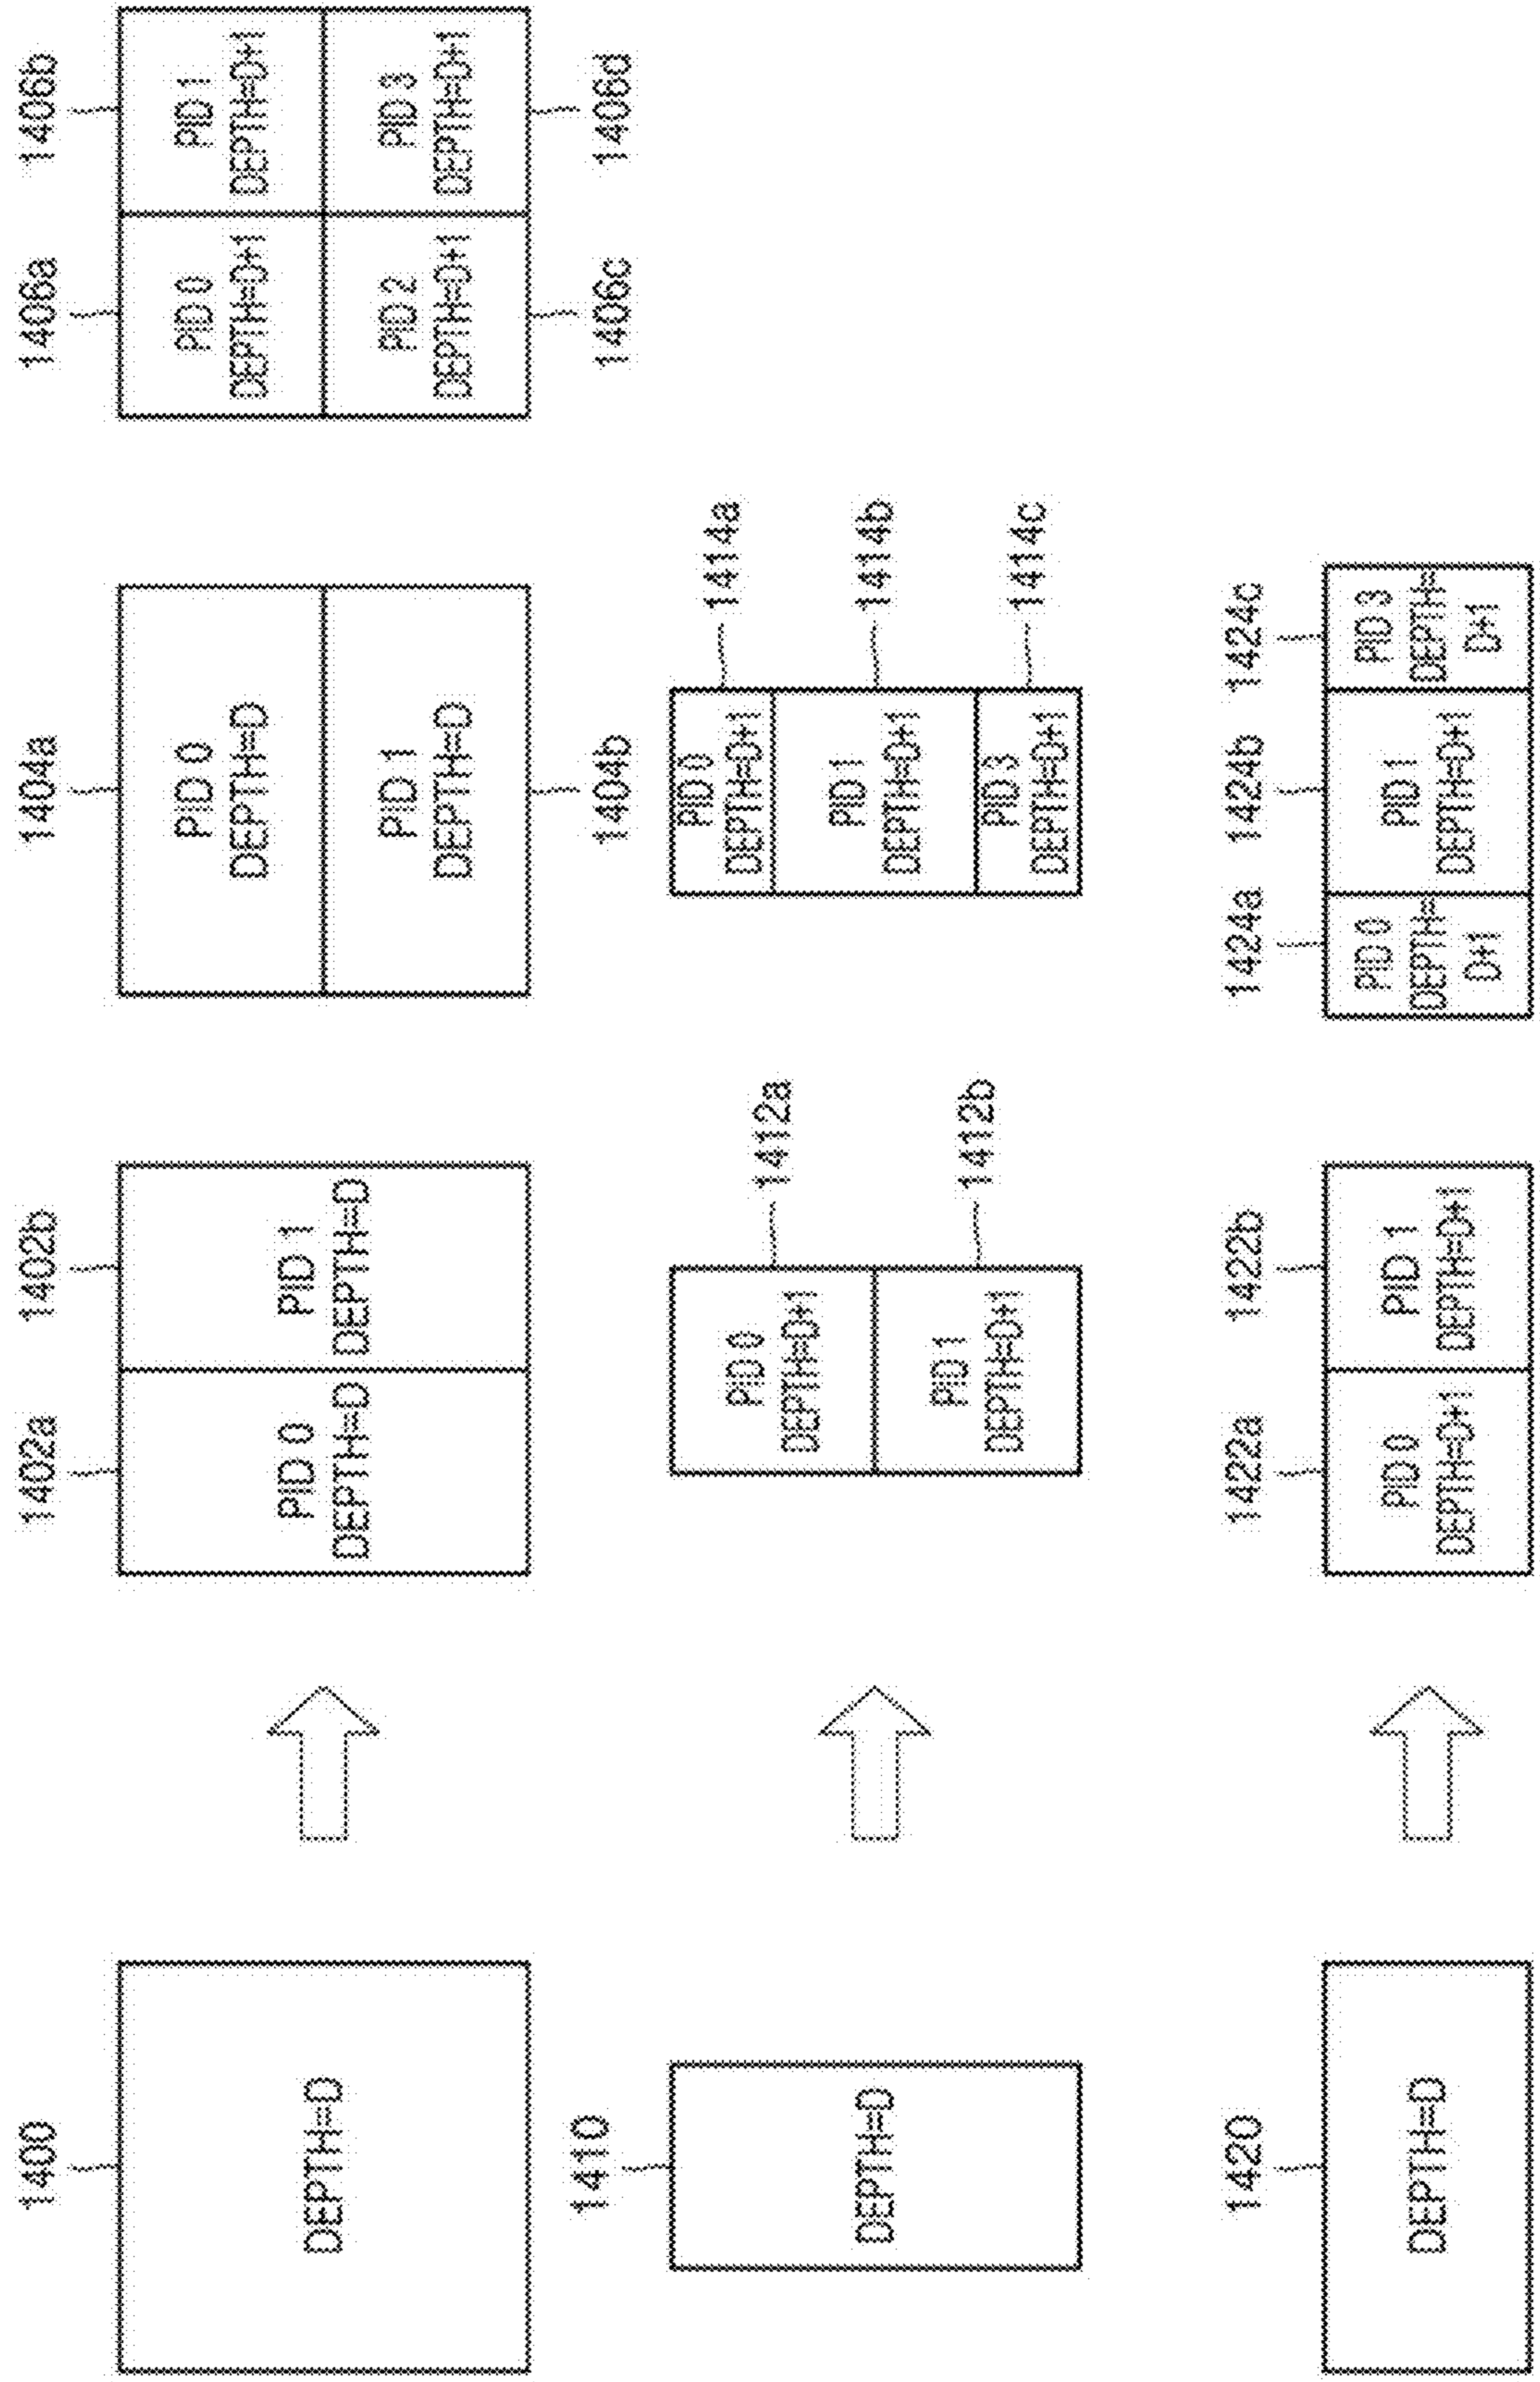 1400
DEPTH=D
1402a
1402b
PID 0
DEPTH=D
PID 1
DEPTH=D
1404a
PID 0
DEPTH=D
PID 1
DEPTH=D
1404b
1406a
1406b
PID 0
DEPTH=D+1
PID 1
DEPTH=D+1
PID 2
DEPTH=D+1
PID 3
DEPTH=D+1
1406c
1406d
1410
DEPTH=D
PID 0
DEPTH=D+1
1412a
PID 1
DEPTH=D+1
1412b
PID 0
DEPTH=D+1
1414a
PID 1
DEPTH=D+1
1414b
PID 3
DEPTH=D+1
1414c
1420
DEPTH=D
1422a
1422b
PID 0
DEPTH=D+1
PID 1
DEPTH=D+1
1424a
1424b
1424c
PID 0
DEPTH=
D+1
PID 1
DEPTH=D+1
PID 3
DEPTH=
D+1